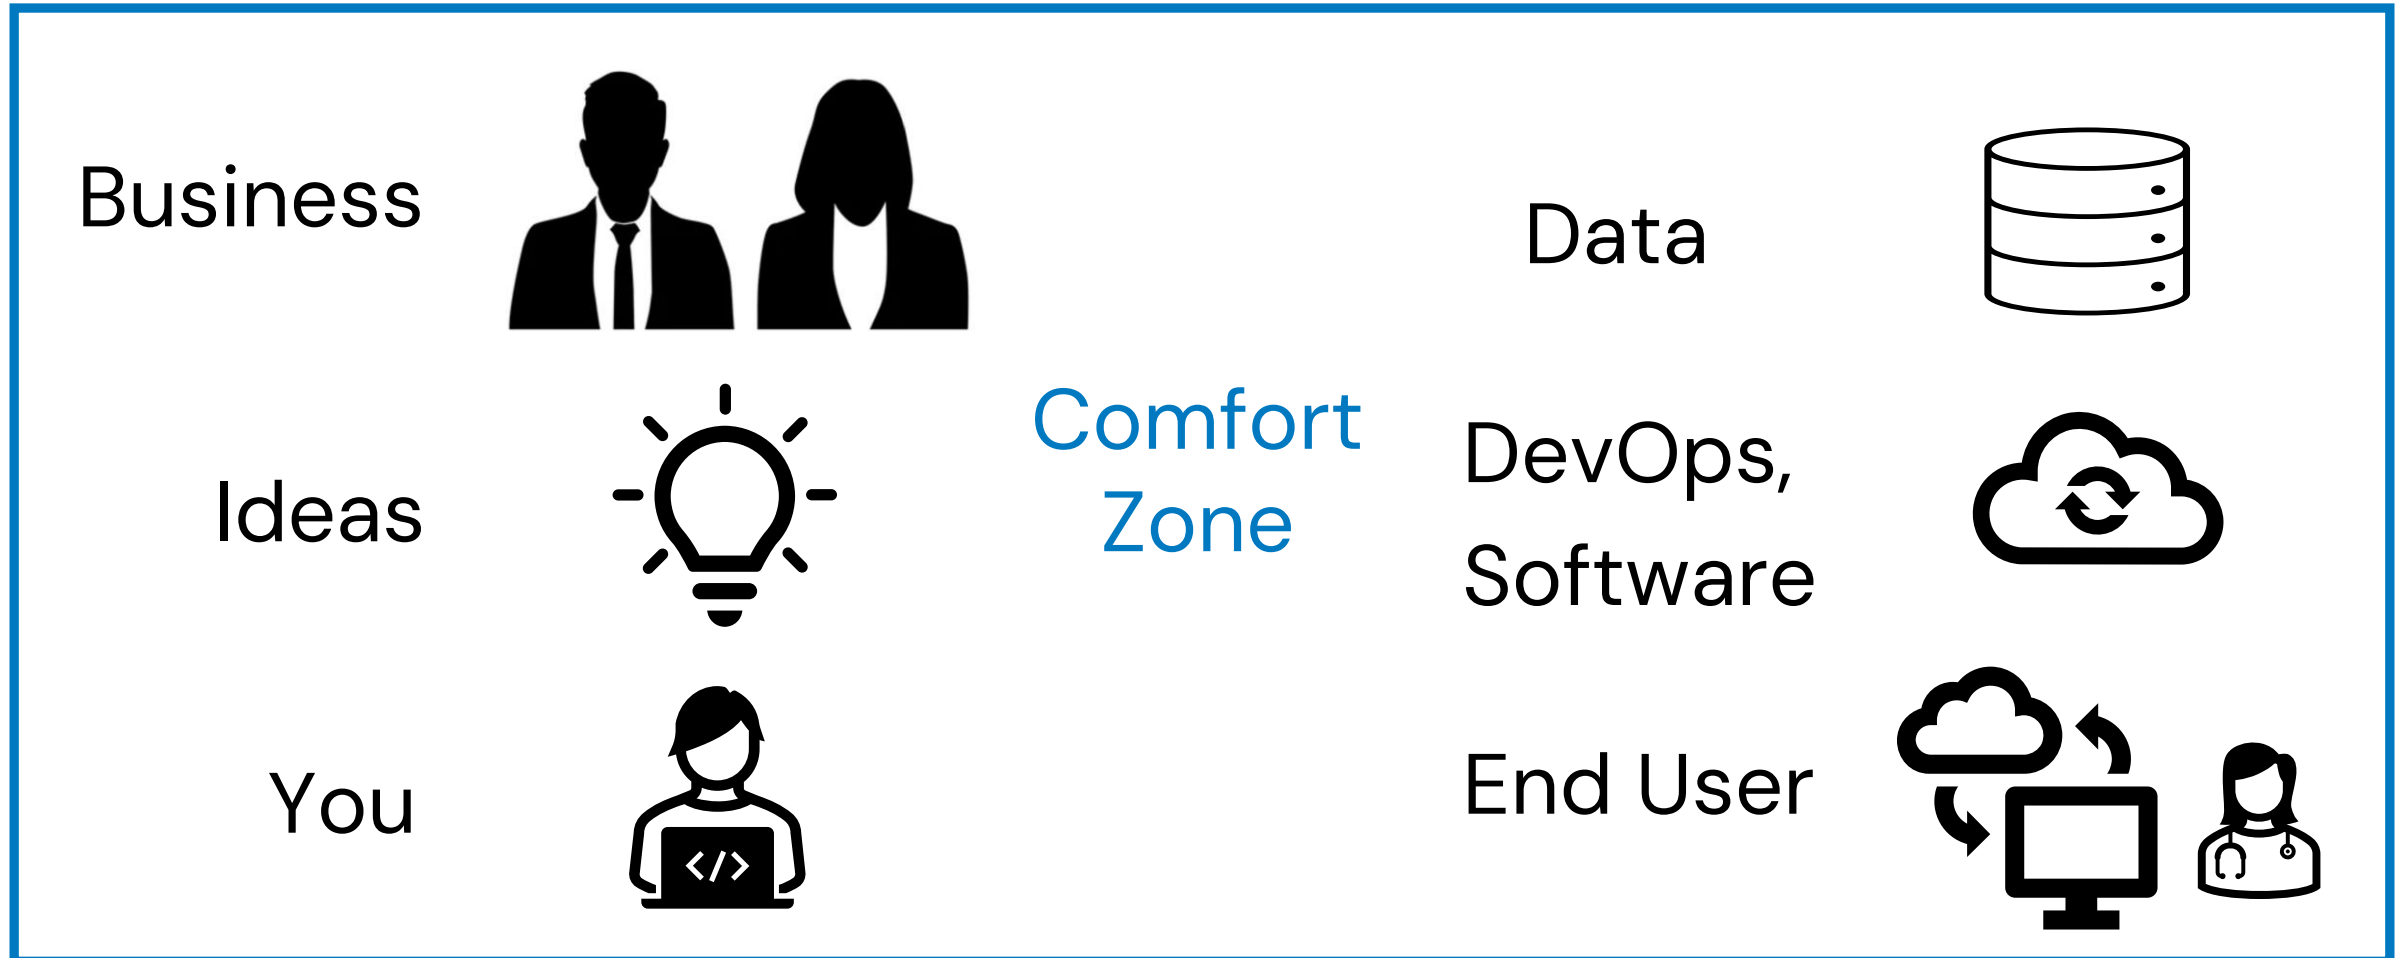 Business
Ideas
You
Comfort
Zone
Data
DevOps,
Software
End User